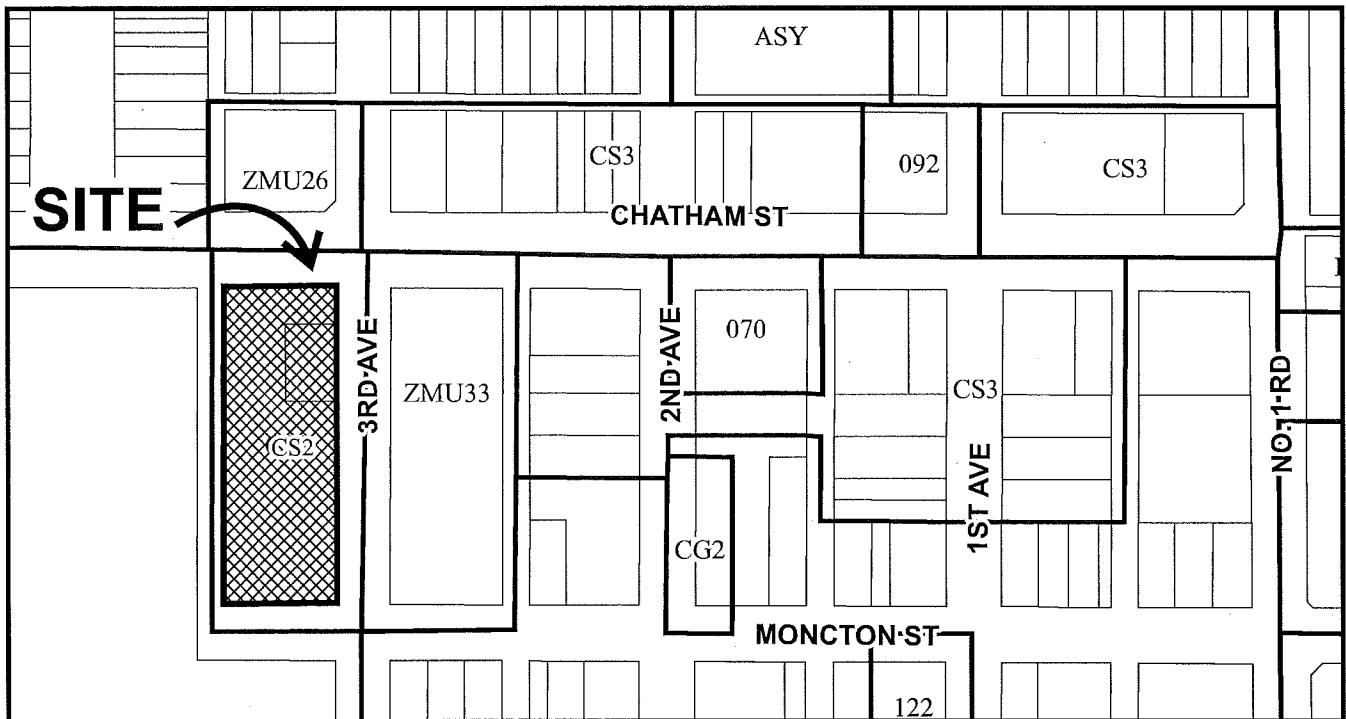 ASY
CS3
092
CS3
ZMU26
SITE
CHATHAM ST
3RD AVE
ZMU33
2ND AVE
070
CS3
NO. 1 RD
CS2
1ST AVE
CG2
MONCTON ST
122